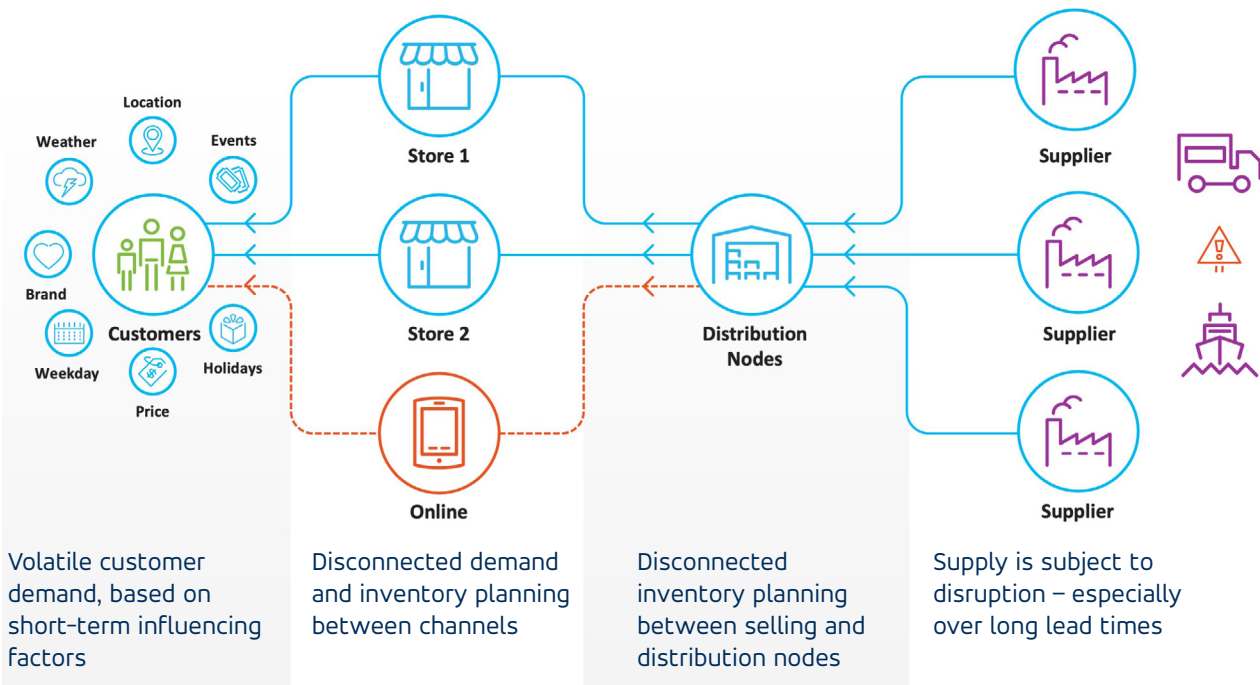 Location
Weather
Events
Brand
Customers
Weekday
Holidays
Price
Store 1
Store 2
Online
Distribution
Nodes
Supplier
Supplier
Supplier
Volatile customer
demand, based on
short-term influencing
factors
Disconnected demand
and inventory planning
between channels
Disconnected
inventory planning
between selling and
distribution nodes
Supply is subject to
disruption – especially
over long lead times